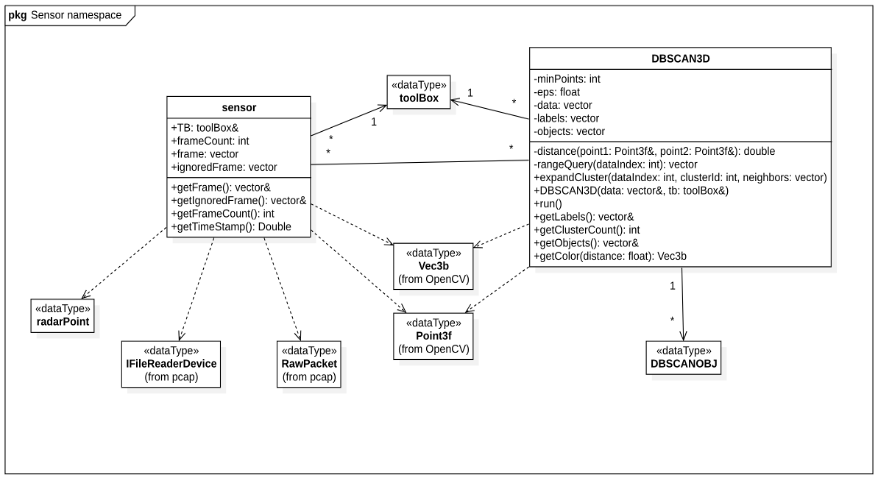 pkg Sensor namespace
DBSCAN3D
-minPoints: int
-eps: float
-data: vector
-labels: vector
-objects: vector
-distance(point1: Point3f&, point2: Point3f&): double
-rangeQuery(dataIndex: int): vector
+expandCluster(dataIndex: int, clusterId: int, neighbors: vector)
+DBSCAN3D(data: vector&, tb: toolBox&)
+run()
+getLabels(): vector&
+getClusterCount(): int
+getObjects(): vector&
+getColor(distance: float): Vec3b
«dataType»
toolBox
1
*
1
*
*
*
sensor
+TB: toolBox&
+frameCount: int
+frame: vector
+ignoredFrame: vector
+getFrame(): vector&
+getIgnoredFrame(): vector&
+getFrameCount(): int
+getTimeStamp(): Double
«dataType»
Vec3b
(from OpenCV)
1
*
«dataType»
radarPoint
«dataType»
Point3f
(from OpenCV)
«dataType»
IFileReaderDevice
(from pcap)
«dataType»
RawPacket
(from pcap)
«dataType»
DBSCANOBJ